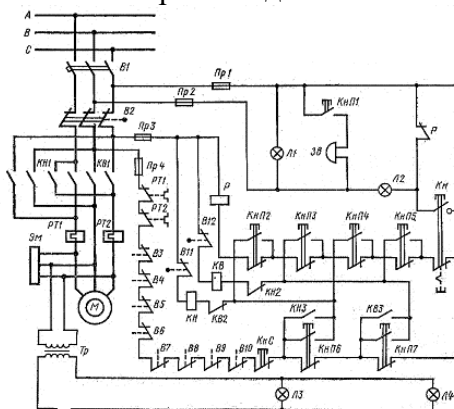 А
В
С
В1
Пр1
Пр2
КнП1
В2
Р
Пр3
Л1
ЗВ
Л2
КН1
КВ1
Пр4
РТ1
Р
Кн
РТ1
РТ2
РТ2
В12
КнП2
КнП3
КнП4
КнП5
ЭМ
В3
В11
КВ
КН2
В4
М
В5
КН
КВ2
КН3
КВ3
В6
КнП6
КнП7
Тр
В7
В8
В9
В10
КнС
Л3
Л4